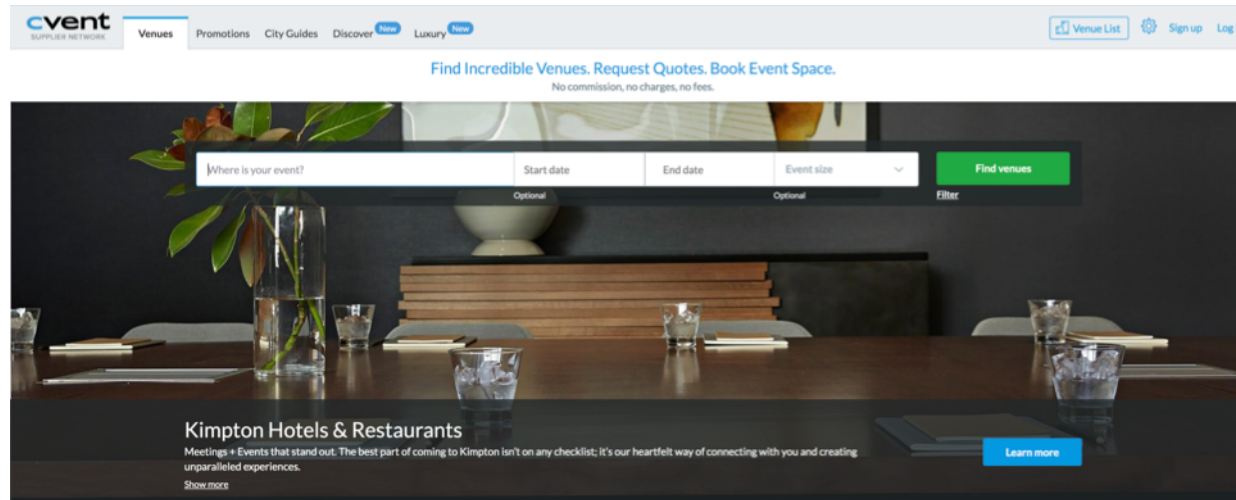 cvent
SUPPLIER NETWORK
Venues
Promotions
City Guides
Discover New
Luxury New
Venue List
Sign up
Log
Find Incredible Venues. Request Quotes. Book Event Space.
No commission, no charges, no fees.
Where is your event?
Start date
End date
Event size
Find venues
Optional
Optional
Filter
Kimpton Hotels & Restaurants
Meetings + Events that stand out. The best part of coming to Kimpton isn't on any checklist; it's our heartfelt way of connecting with you and creating
unparalleled experiences.
Show more
Learn more